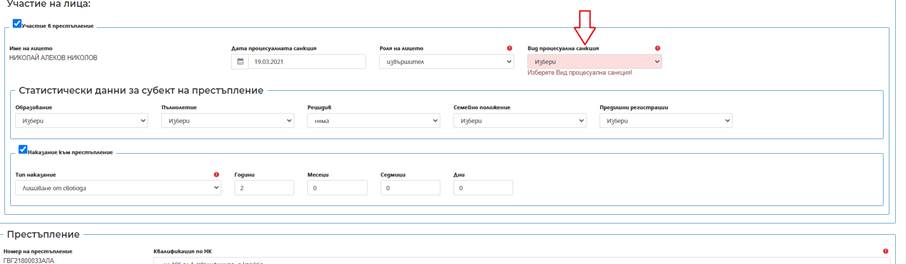 Участие на лица:
Участие в престъпление
Име на лицето
НИКОЛАЙ АЛЕКОВ НИКОЛОВ
Дата процесуалната санкция
19.03.2021
Роля на лицето
извършител
Вид процесуална санкция
Избери
Изберете Вид процесуална санкция!
Статистически данни за субект на престъпление
Образование
Избери
Пълнолетие
Избери
Рецидив
няма
Семейно положение
Избери
Предишни регистрации
Избери
Наказание към престъпление
Тип наказание
Лишаване от свобода
Години
2
Месеци
0
Седмици
0
Дни
0
Престъпление
Номер на престъпление
ГВГ21800033АЛА
Квалификация по НК